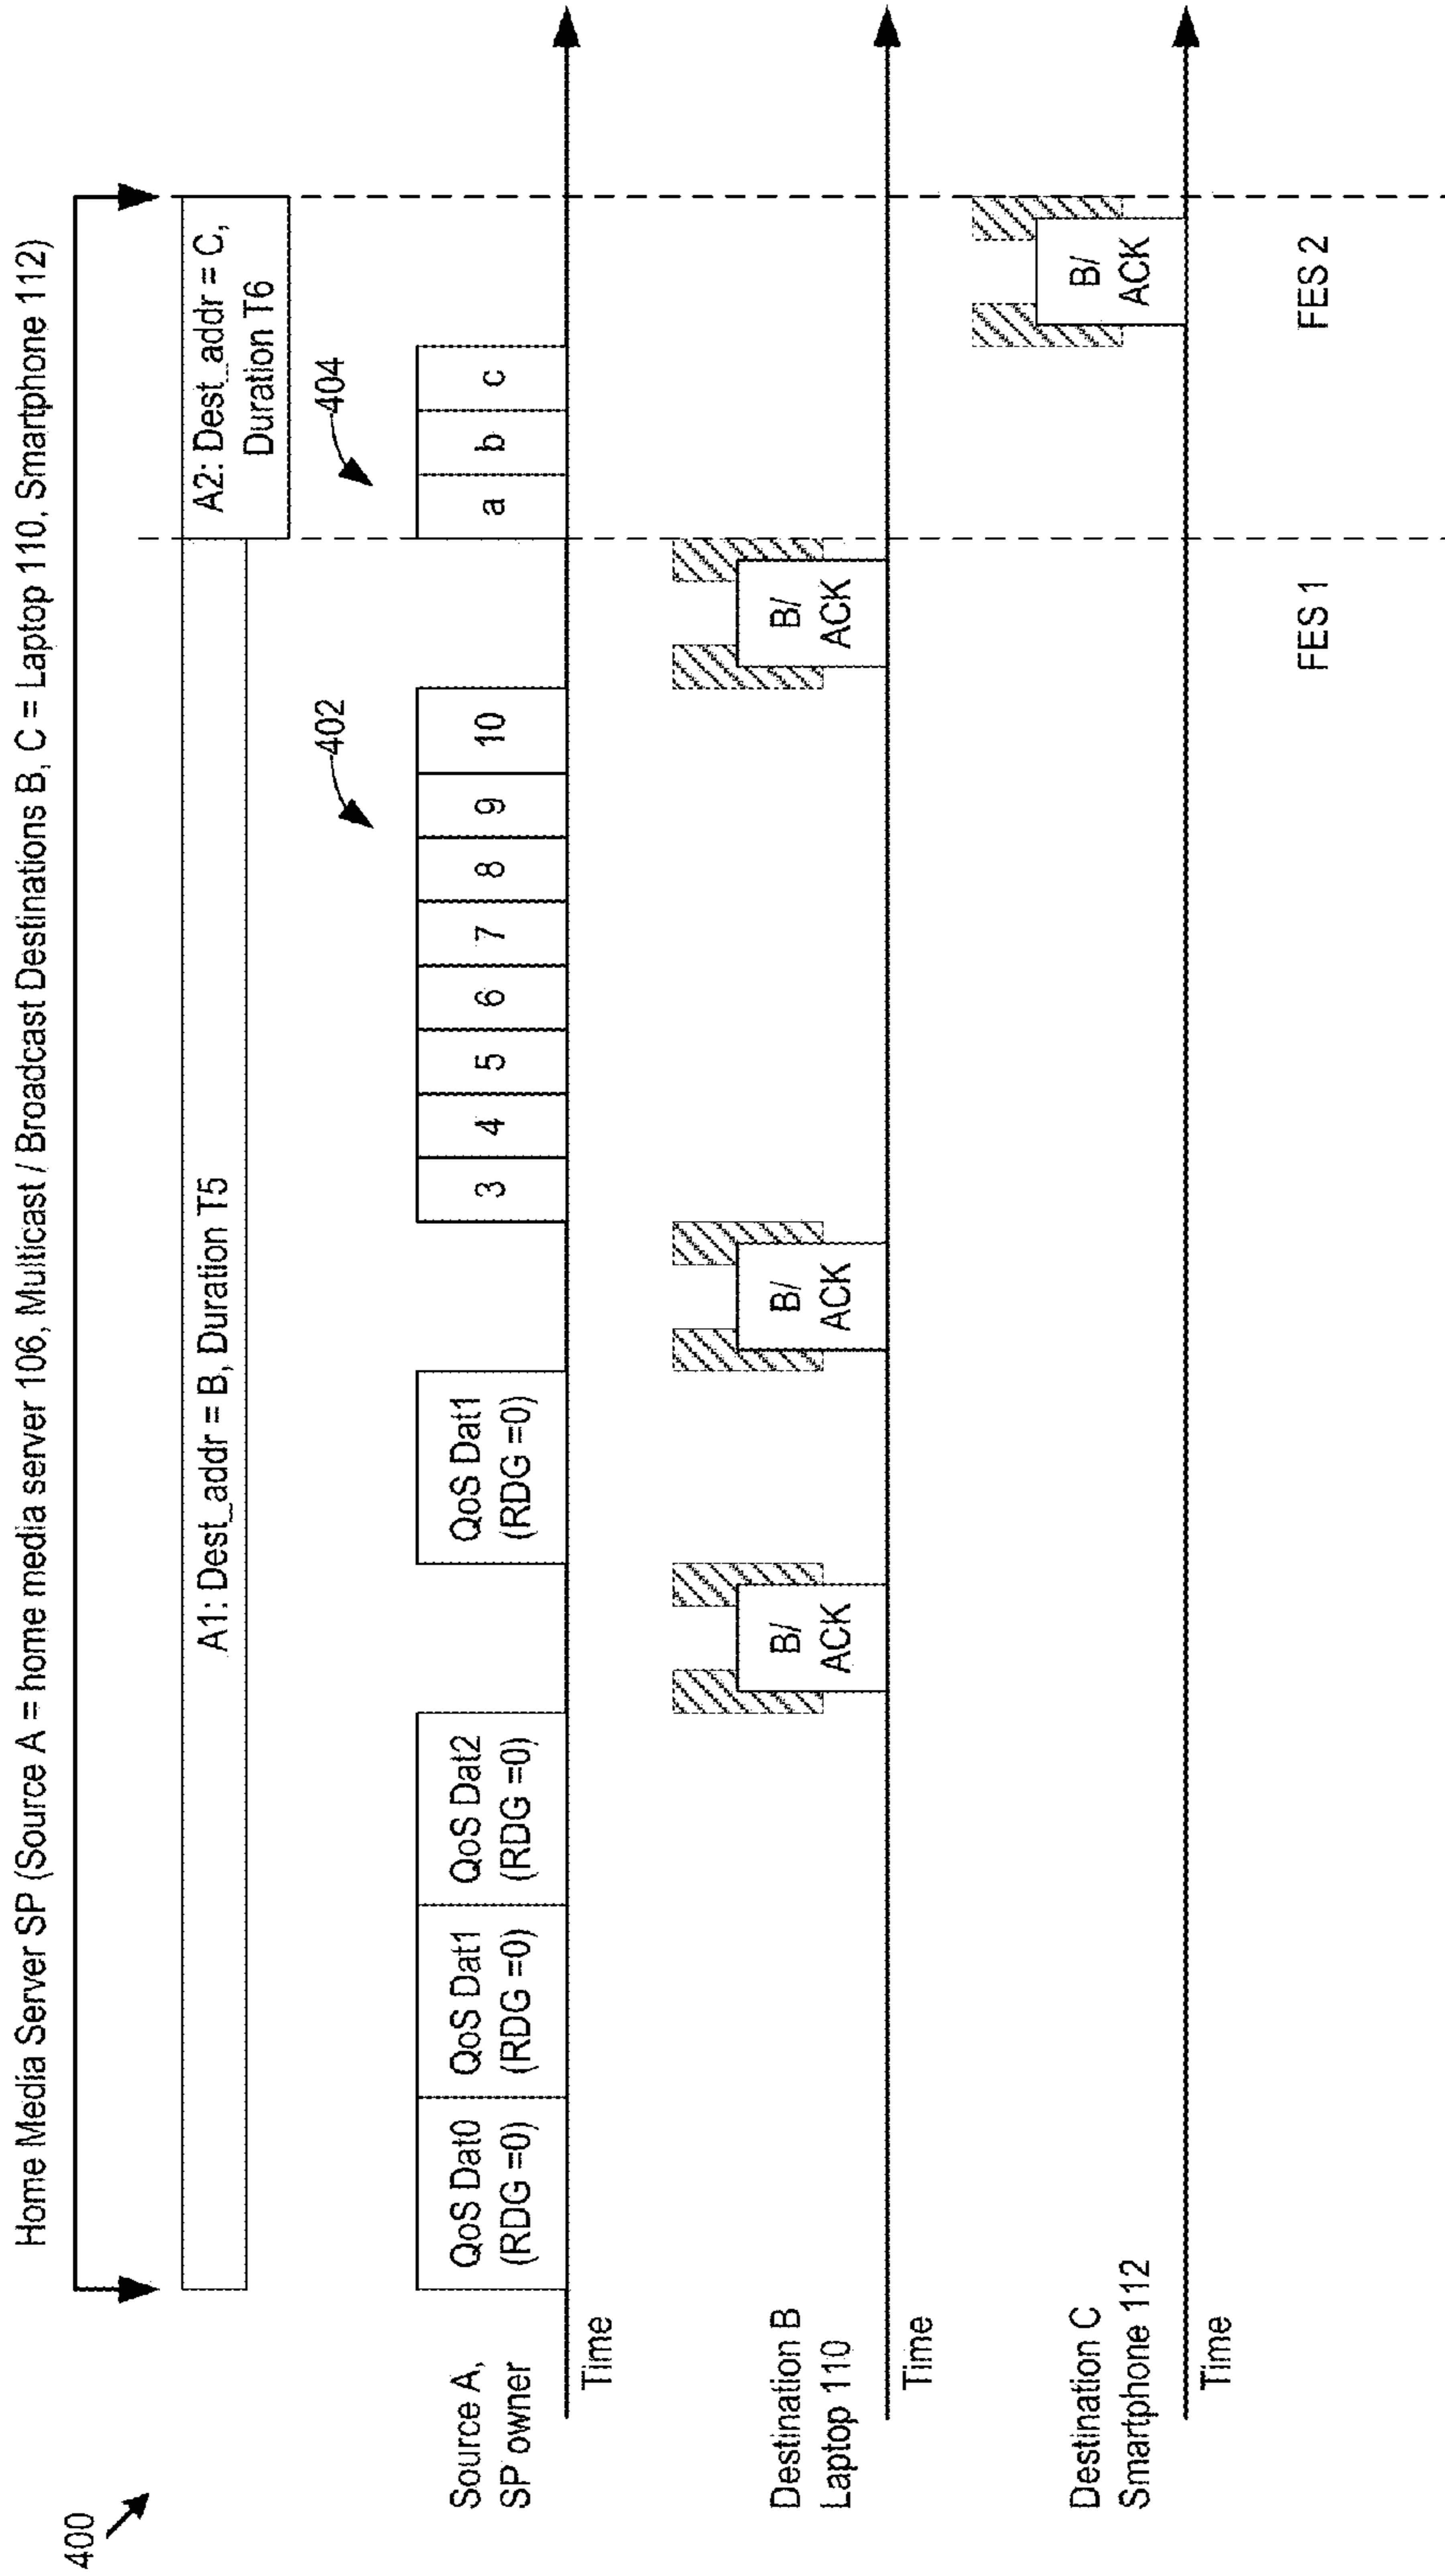 400
Home Media Server SP (Source A = home media server 106, Multicast / Broadcast Destinations B, C = Laptop 110, Smartphone 112)
A1: Dest_addr = B, Duration T5
A2: Dest_addr = C,
Duration T6
402
404
Source A,
SP owner
QoS Dat0
(RDG =0)
QoS Dat1
(RDG =0)
QoS Dat2
(RDG =0)
QoS Dat1
(RDG =0)
3
4
5
6
7
8
9
10
a
b
c
Time
Destination B
Laptop 110
B/
ACK
B/
ACK
B/
ACK
Time
Destination C
Smartphone 112
B/
ACK
Time
FES 1
FES 2